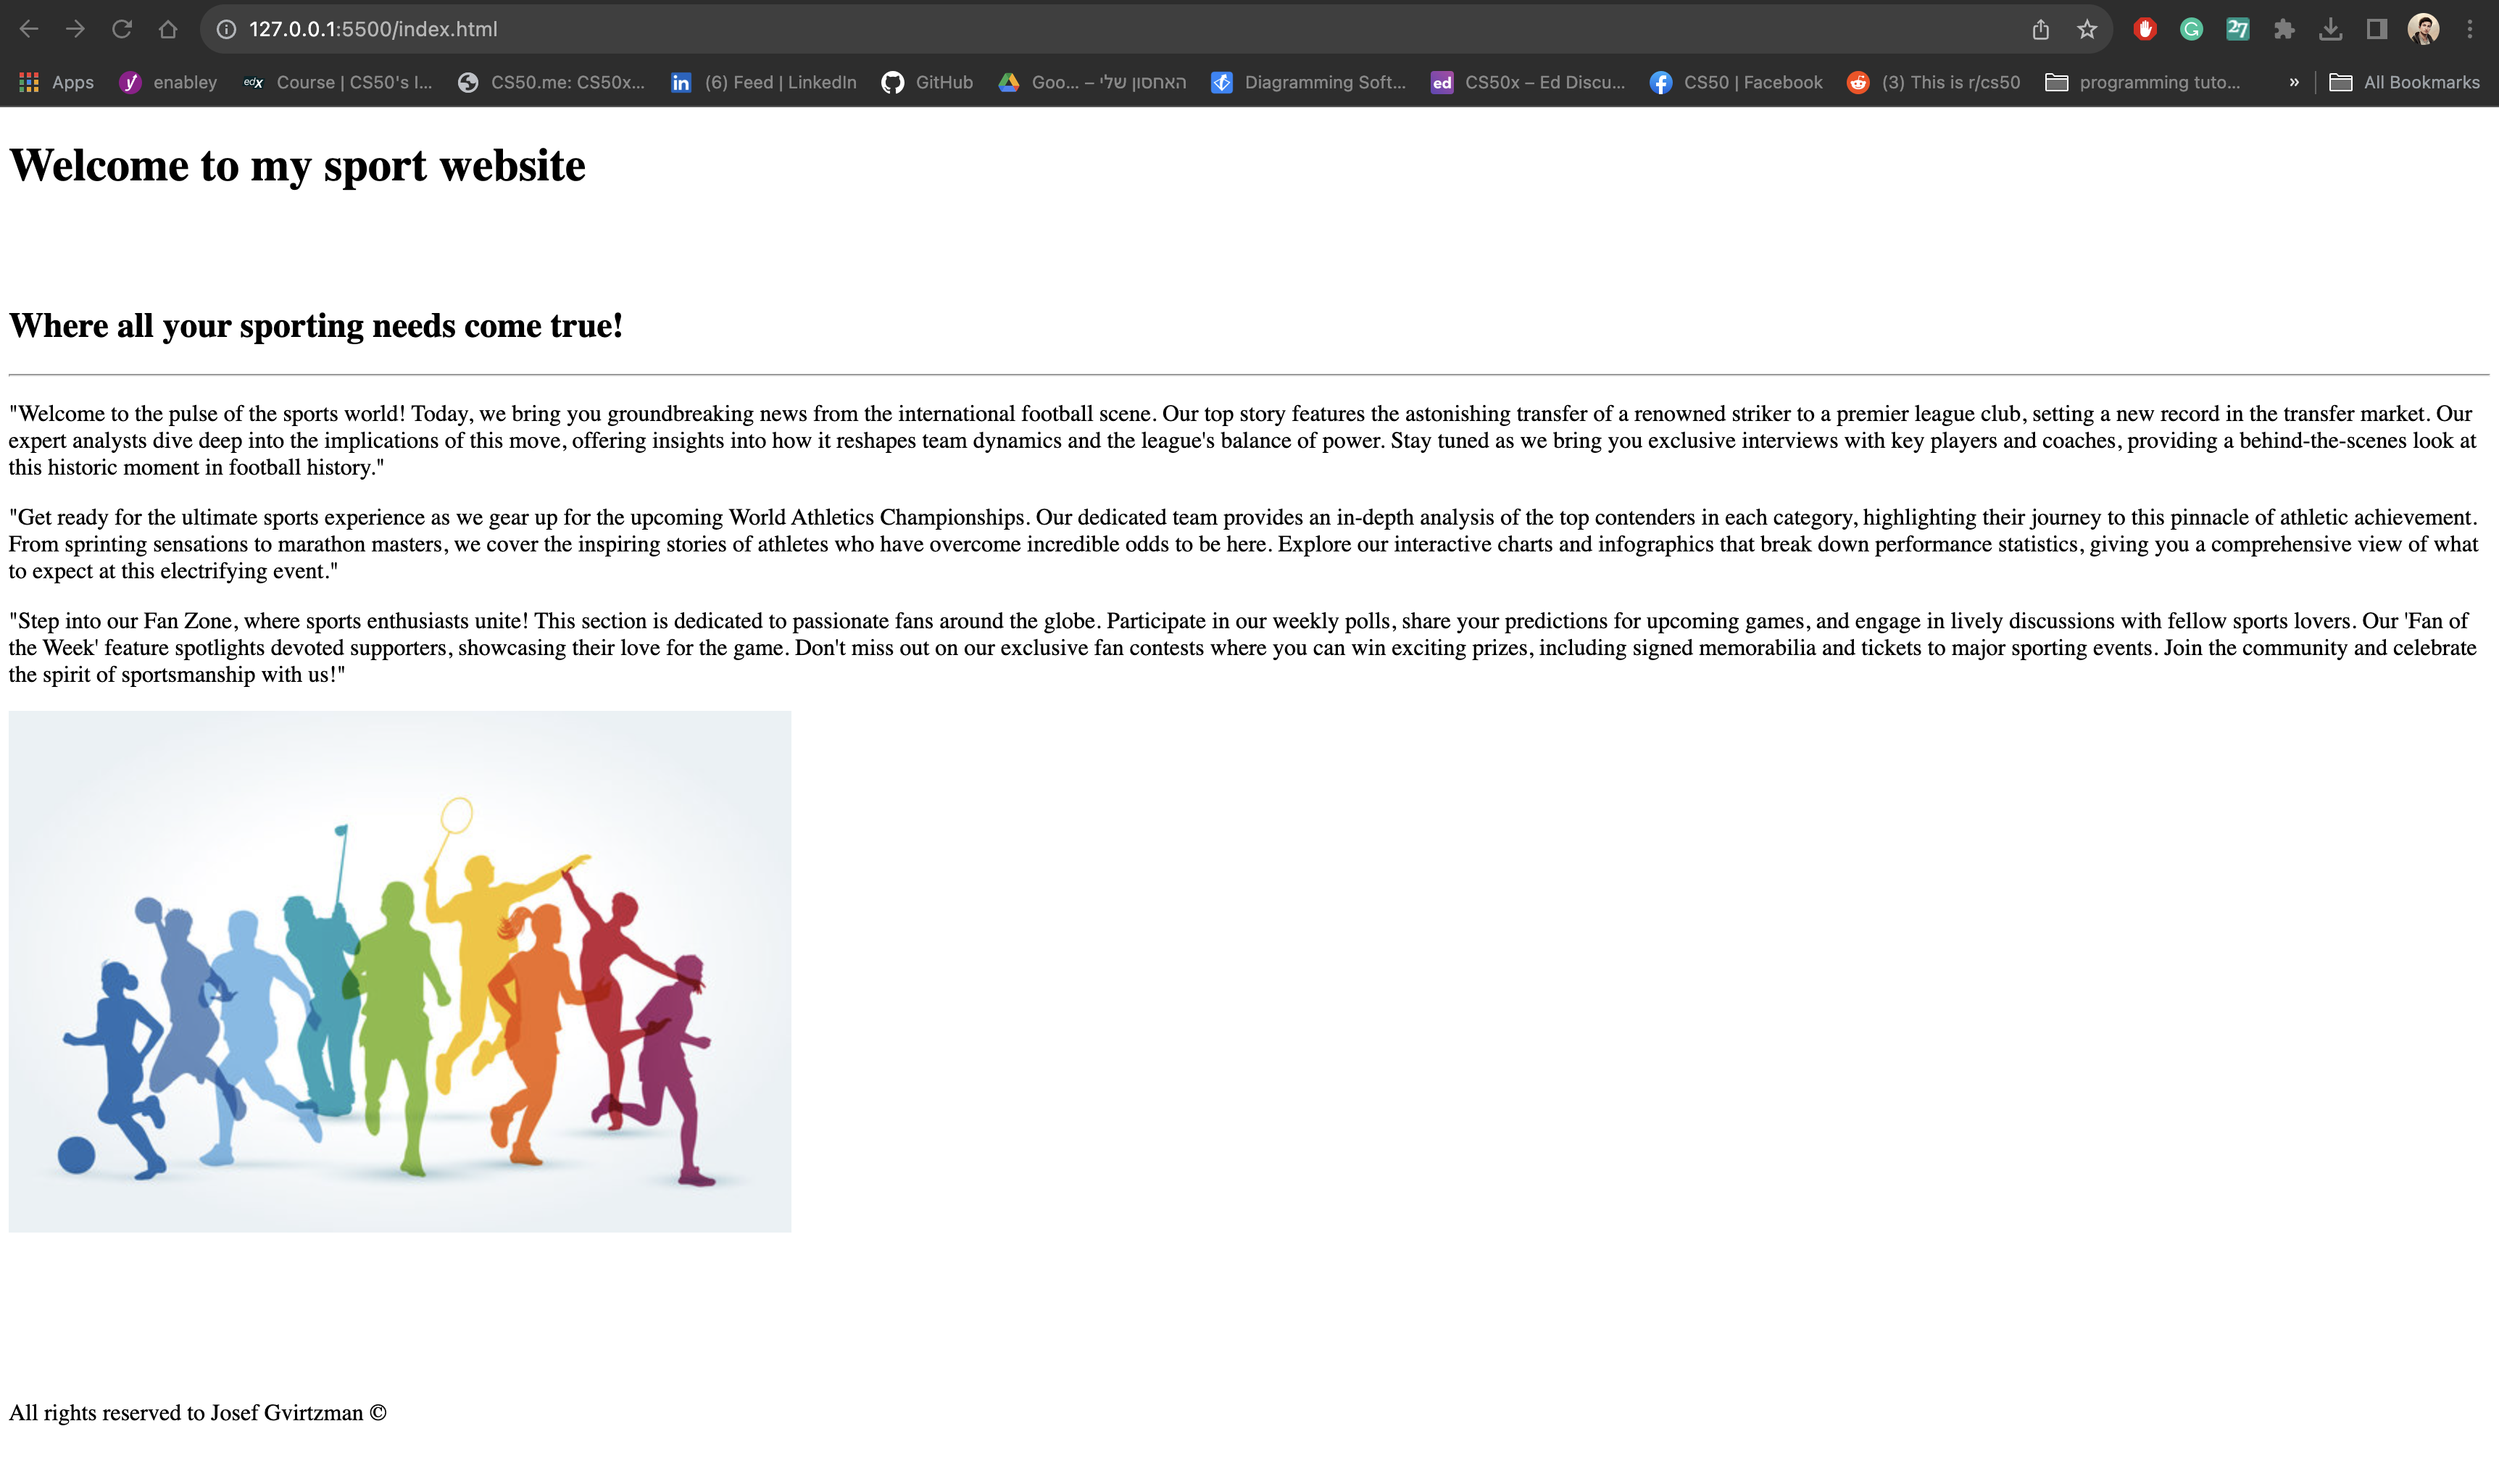 127.0.0.1:5500/index.html
27
Apps
enabley
edx Course | CS50's I...
CS50.me: CS50x...
in (6) Feed | LinkedIn
GitHub
האחסון שלי – Goo...
Diagramming Soft...
ed CS50x – Ed Discu...
CS50 | Facebook
(3) This is r/cs50
programming tuto...
»
All Bookmarks
Welcome to my sport website
Where all your sporting needs come true!
"Welcome to the pulse of the sports world! Today, we bring you groundbreaking news from the international football scene. Our top story features the astonishing transfer of a renowned striker to a premier league club, setting a new record in the transfer market. Our
expert analysts dive deep into the implications of this move, offering insights into how it reshapes team dynamics and the league's balance of power. Stay tuned as we bring you exclusive interviews with key players and coaches, providing a behind-the-scenes look at
this historic moment in football history."
"Get ready for the ultimate sports experience as we gear up for the upcoming World Athletics Championships. Our dedicated team provides an in-depth analysis of the top contenders in each category, highlighting their journey to this pinnacle of athletic achievement.
From sprinting sensations to marathon masters, we cover the inspiring stories of athletes who have overcome incredible odds to be here. Explore our interactive charts and infographics that break down performance statistics, giving you a comprehensive view of what
to expect at this electrifying event."
"Step into our Fan Zone, where sports enthusiasts unite! This section is dedicated to passionate fans around the globe. Participate in our weekly polls, share your predictions for upcoming games, and engage in lively discussions with fellow sports lovers. Our 'Fan of
the Week' feature spotlights devoted supporters, showcasing their love for the game. Don't miss out on our exclusive fan contests where you can win exciting prizes, including signed memorabilia and tickets to major sporting events. Join the community and celebrate
the spirit of sportsmanship with us!"
All rights reserved to Josef Gvirtzman ©